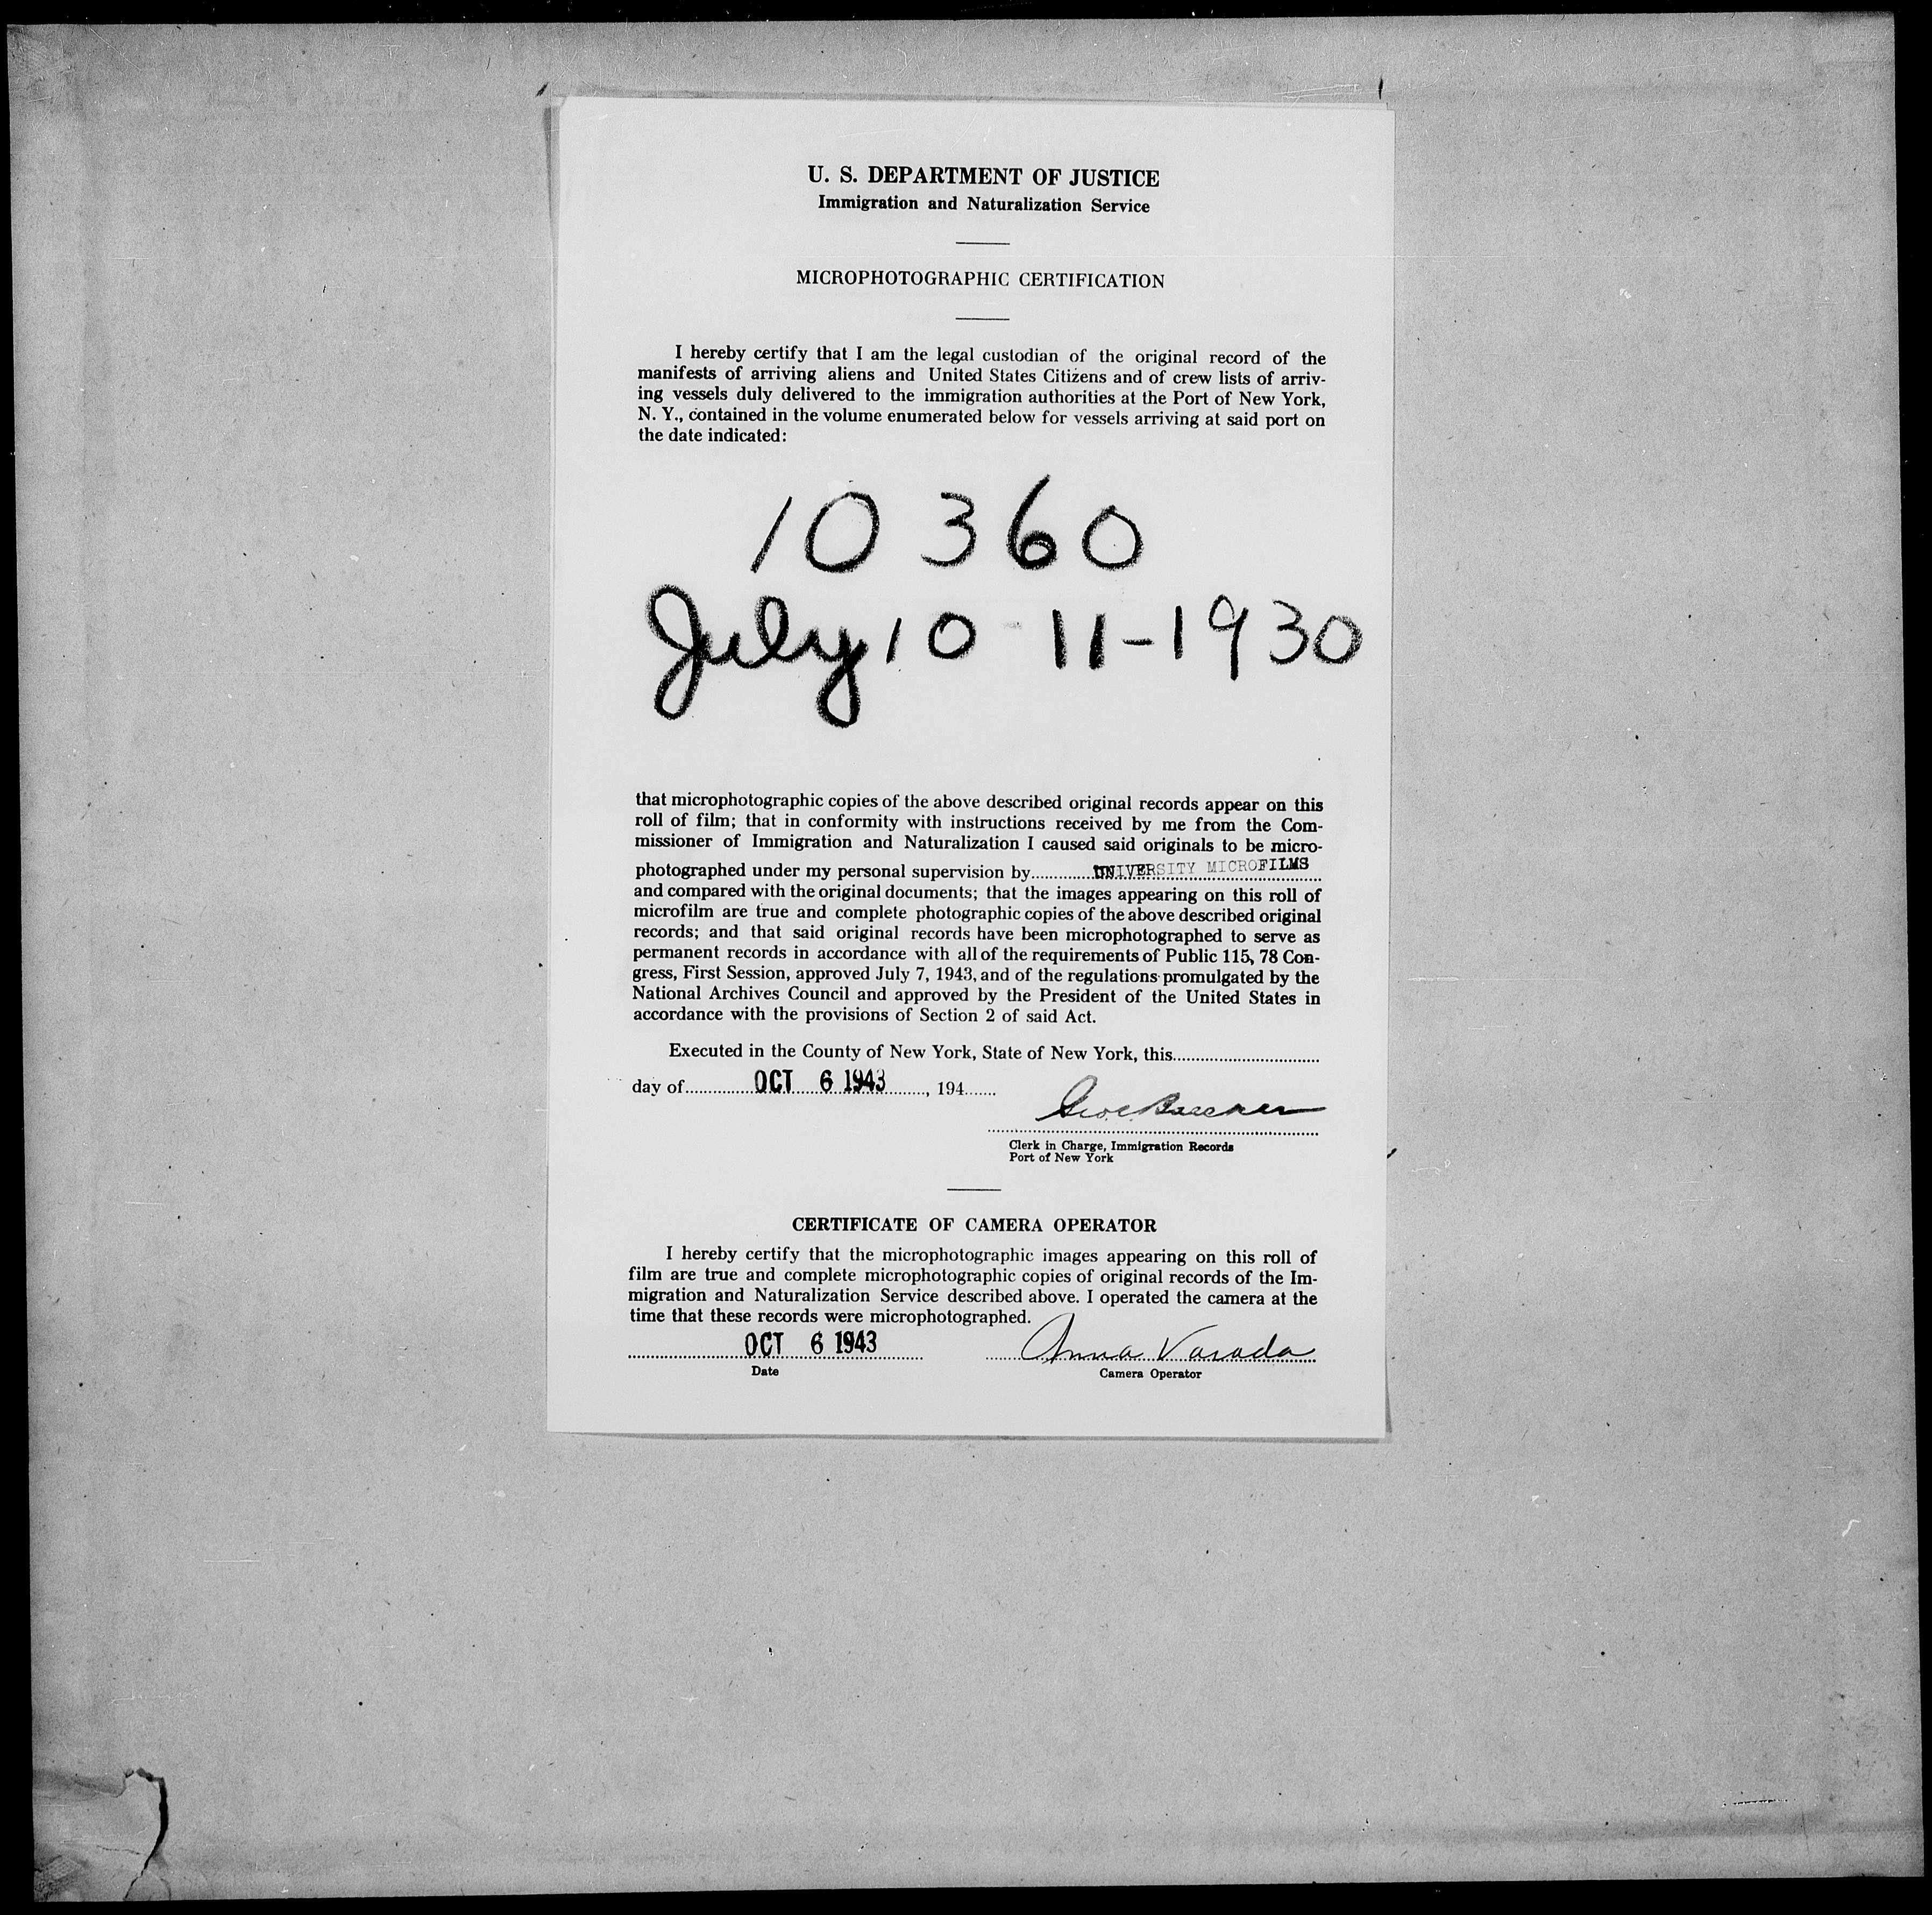 U. S. DEPARTMENT OF JUSTICE
Immigration and Naturalization Service
MICROPHOTOGRAPHIC CERTIFICATION
I hereby certify that I am the legal custodian of the original record of the
manifests of arriving aliens and United States Citizens and of crew lists of arriv-
ing vessels duly delivered to the immigration authorities at the Port of New York,
N. Y., contained in the volume enumerated below for vessels arriving at said port on
the date indicated:
10 360
July 10 11-1930
that microphotographic copies of the above described original records appear on this
roll of film; that in conformity with instructions received by me from the Com-
missioner of Immigration and Naturalization I caused said originals to be micro-
photographed under my personal supervision by UNIVERSITY MICROFILMS
and compared with the original documents; that the images appearing on this roll of
microfilm are true and complete photographic copies of the above described original
records; and that said original records have been microphotographed to serve as
permanent records in accordance with all of the requirements of Public 115, 78 Con-
gress, First Session, approved July 7, 1943, and of the regulations promulgated by the
National Archives Council and approved by the President of the United States in
accordance with the provisions of Section 2 of said Act.
Executed in the County of New York, State of New York, this
day of OCT 6 1943, 194
Clerk in Charge, Immigration Records
Port of New York
CERTIFICATE OF CAMERA OPERATOR
I hereby certify that the microphotographic images appearing on this roll of
film are true and complete microphotographic copies of original records of the Im-
migration and Naturalization Service described above. I operated the camera at the
time that these records were microphotographed.
OCT 6 1943 Anna Varada
Date Camera Operator